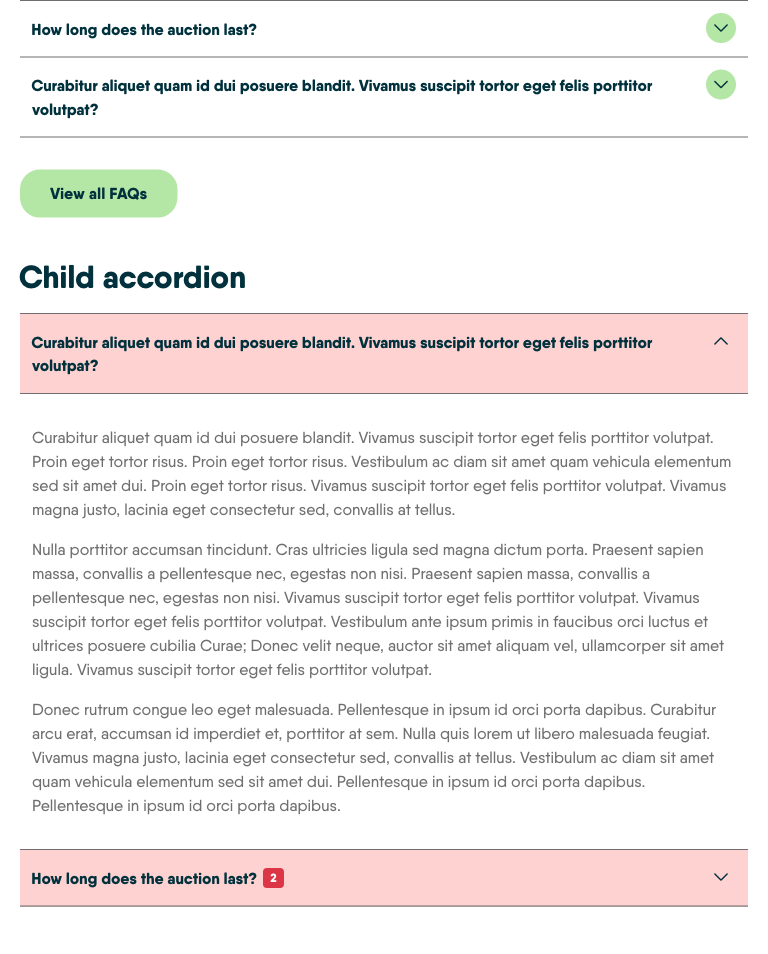 How long does the auction last?
Curabitur aliquet quam id dui posuere blandit. Vivamus suscipit tortor eget felis porttitor
volutpat?
View all FAQs
Child accordion
Curabitur aliquet quam id dui posuere blandit. Vivamus suscipit tortor eget felis porttitor
volutpat?
Curabitur aliquet quam id dui posuere blandit. Vivamus suscipit tortor eget felis porttitor volutpat.
Proin eget tortor risus. Proin eget tortor risus. Vestibulum ac diam sit amet quam vehicula elementum
sed sit amet dui. Proin eget tortor risus. Vivamus suscipit tortor eget felis porttitor volutpat. Vivamus
magna justo, lacinia eget consectetur sed, convallis at tellus.
Nulla porttitor accumsan tincidunt. Cras ultricies ligula sed magna dictum porta. Praesent sapien
massa, convallis a pellentesque nec, egestas non nisi. Praesent sapien massa, convallis a
pellentesque nec, egestas non nisi. Vivamus suscipit tortor eget felis porttitor volutpat. Vivamus
suscipit tortor eget felis porttitor volutpat. Vestibulum ante ipsum primis in faucibus orci luctus et
ultrices posuere cubilia Curae; Donec velit neque, auctor sit amet aliquam vel, ullamcorper sit amet
ligula. Vivamus suscipit tortor eget felis porttitor volutpat.
Donec rutrum congue leo eget malesuada. Pellentesque in ipsum id orci porta dapibus. Curabitur
arcu erat, accumsan id imperdiet et, porttitor at sem. Nulla quis lorem ut libero malesuada feugiat.
Vivamus magna justo, lacinia eget consectetur sed, convallis at tellus. Vestibulum ac diam sit amet
quam vehicula elementum sed sit amet dui. Pellentesque in ipsum id orci porta dapibus.
Pellentesque in ipsum id orci porta dapibus.
How long does the auction last? 2